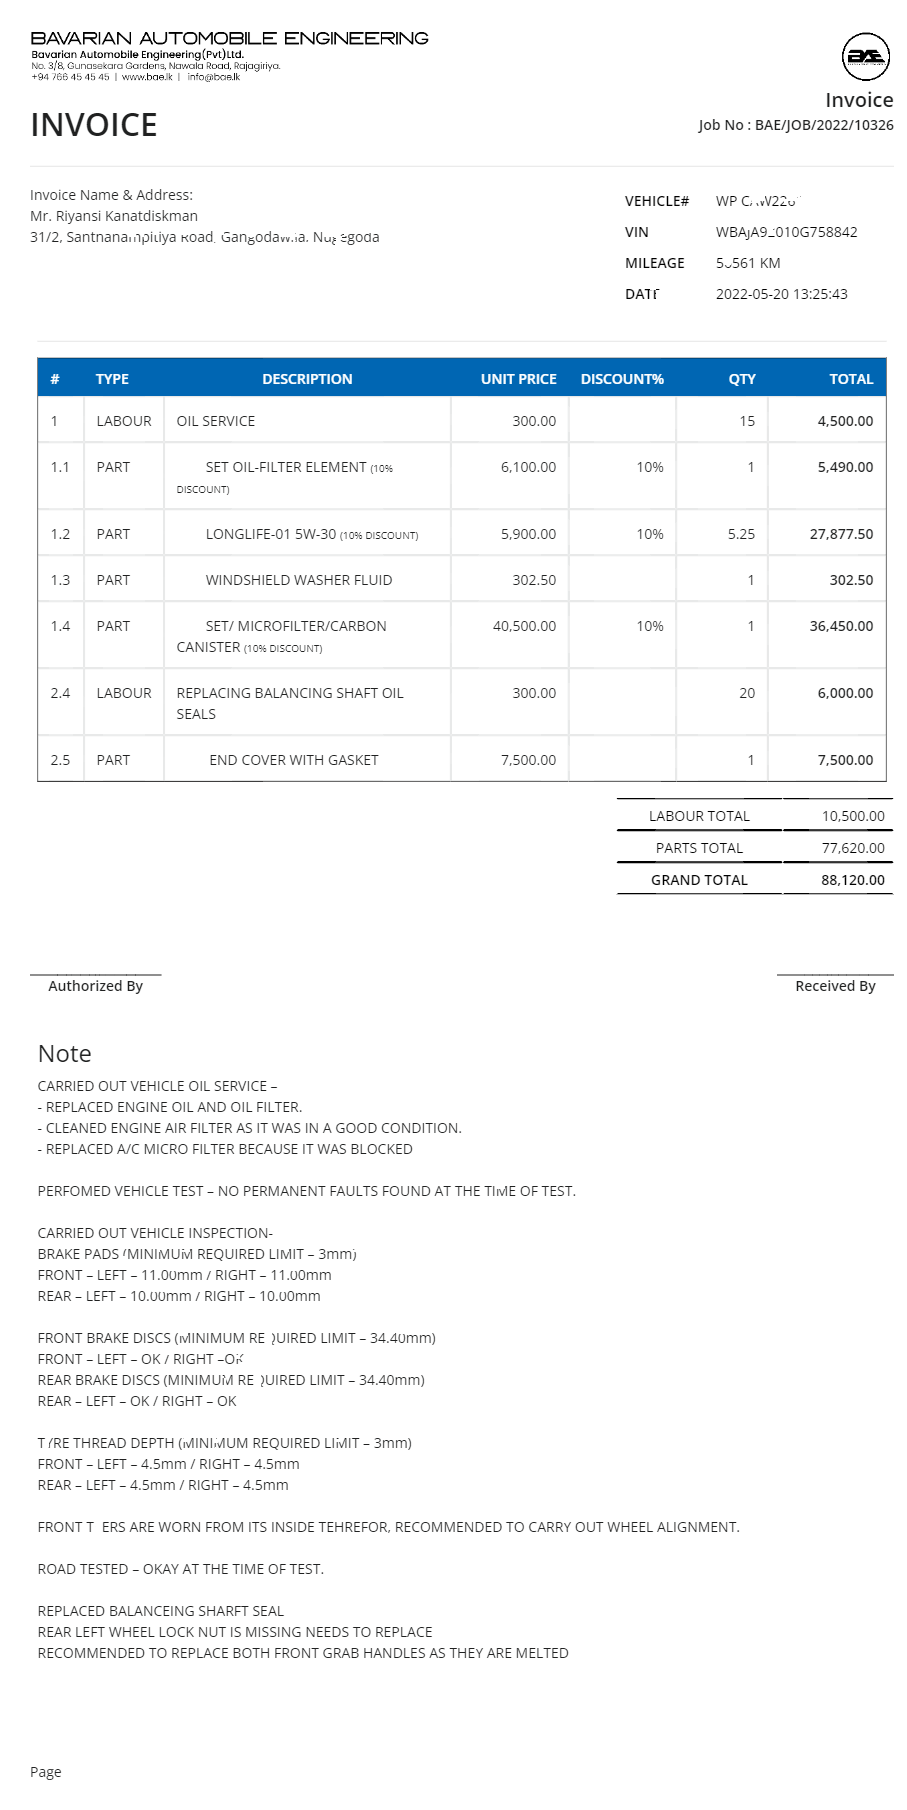 BAVARIAN AUTOMOBILE ENGINEERING
Bavarian Automobile Engineering(Pvt)Ltd.
No. 3/8, Gunasekara Gardens, Nawala Road, Rajagiriya.
+94 766 45 45 45 | www.bae.lk | info@bae.lk
BAE
Invoice
INVOICE
Job No : BAE/JOB/2022/10326
Invoice Name & Address:
Mr. Riyansi Kanatdiskman
31/2, Road, 
VEHICLE# WP
VIN
MILEAGE KM
DATE 2022-05-20 13:25:43
# TYPE DESCRIPTION UNIT PRICE DISCOUNT% QTY TOTAL
1 LABOUR OIL SERVICE 300.00 15 4,500.00
1.1 PART SET OIL-FILTER ELEMENT (10% 6,100.00 10% 1 5,490.00
DISCOUNT)
1.2 PART LONGLIFE-01 5W-30 (10% DISCOUNT) 5,900.00 10% 5.25 27,877.50
1.3 PART WINDSHIELD WASHER FLUID 302.50 1 302.50
1.4 PART SET/ MICROFILTER/CARBON 40,500.00 10% 1 36,450.00
CANISTER (10% DISCOUNT)
2.4 LABOUR REPLACING BALANCING SHAFT OIL 300.00 20 6,000.00
SEALS
2.5 PART END COVER WITH GASKET 7,500.00 1 7,500.00
LABOUR TOTAL 10,500.00
PARTS TOTAL 77,620.00
GRAND TOTAL 88,120.00
Authorized By Received By
Note
CARRIED OUT VEHICLE OIL SERVICE –
- REPLACED ENGINE OIL AND OIL FILTER.
- CLEANED ENGINE AIR FILTER AS IT WAS IN A GOOD CONDITION.
- REPLACED A/C MICRO FILTER BECAUSE IT WAS BLOCKED
PERFOMED VEHICLE TEST – NO PERMANENT FAULTS FOUND AT THE TIME OF TEST.
CARRIED OUT VEHICLE INSPECTION-
BRAKE PADS (MINIMUM REQUIRED LIMIT – 3mm)
FRONT – LEFT – 11.00mm / RIGHT – 11.00mm
REAR – LEFT – 10.00mm / RIGHT – 10.00mm
FRONT BRAKE DISCS (MINIMUM REQUIRED LIMIT – 34.40mm)
FRONT – LEFT – OK / RIGHT –OK
REAR BRAKE DISCS (MINIMUM REQUIRED LIMIT – 34.40mm)
REAR – LEFT – OK / RIGHT – OK
TYRE THREAD DEPTH (MINIMUM REQUIRED LIMIT – 3mm)
FRONT – LEFT – 4.5mm / RIGHT – 4.5mm
REAR – LEFT – 4.5mm / RIGHT – 4.5mm
FRONT ARE WORN FROM ITS INSIDE TEHREFOR, RECOMMENDED TO CARRY OUT WHEEL ALIGNMENT.
ROAD TESTED – OKAY AT THE TIME OF TEST.
REPLACED BALANCEING SHARFT SEAL
REAR LEFT WHEEL LOCK NUT IS MISSING NEEDS TO REPLACE
RECOMMENDED TO REPLACE BOTH FRONT GRAB HANDLES AS THEY ARE MELTED
Page